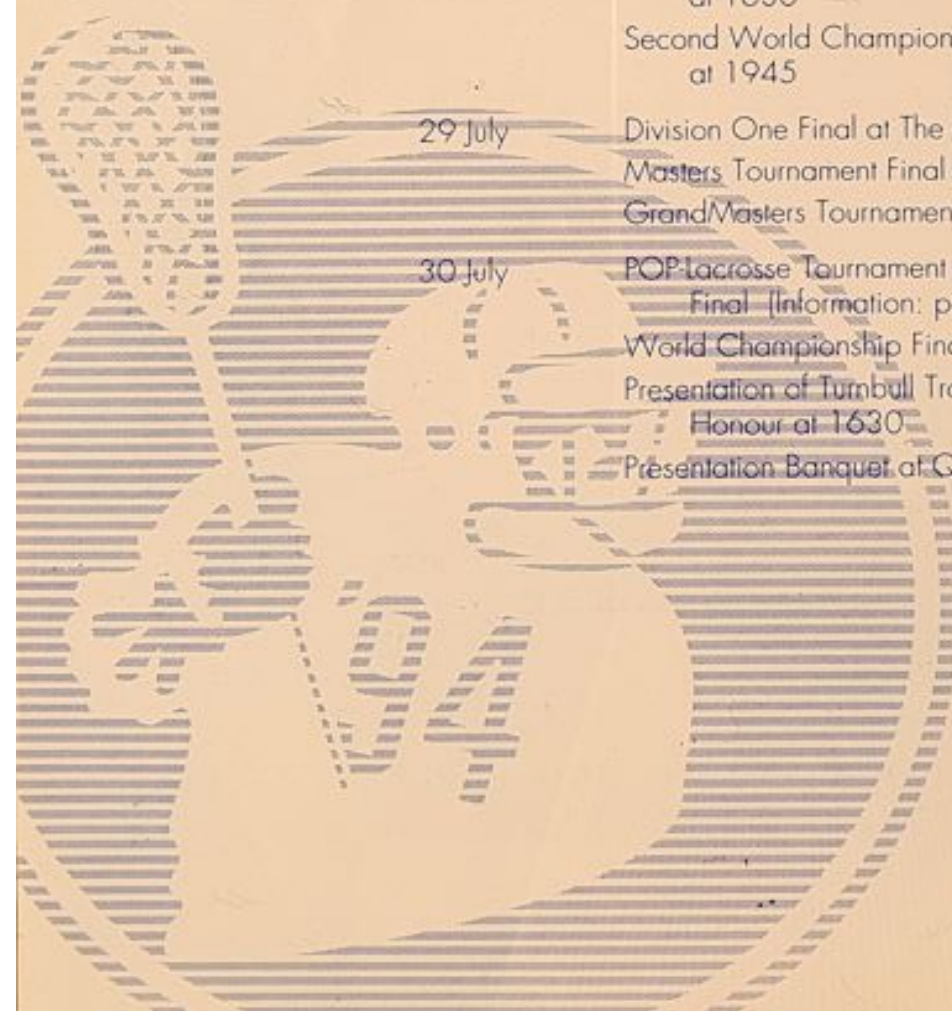 at 1630
Second World Champion
at 1945
29 July Division One Final at The
Masters Tournament Final
GrandMasters Tournamen
30 July POP-Lacrosse Tournament
Final (Information: p
World Championship Fin
Presentation of Turnbull Tr
Honour at 1630
Presentation Banquet at
'94